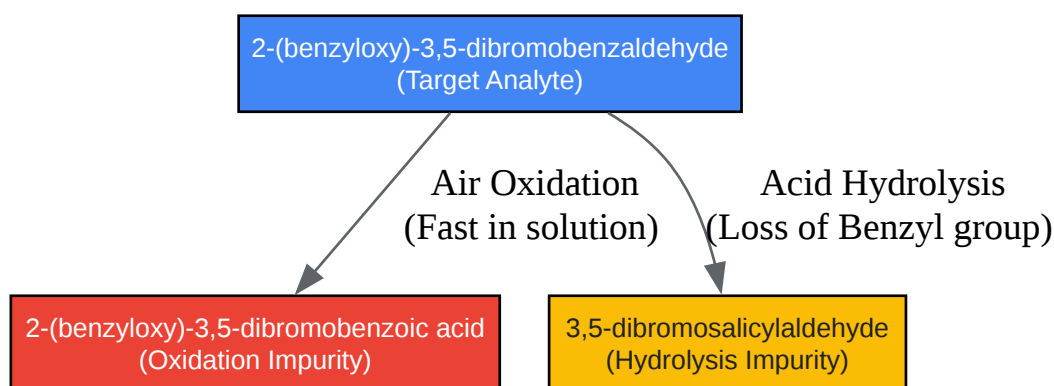 2-(benzyloxy)-3,5-dibromobenzaldehyde
(Target Analyte)
Air Oxidation
(Fast in solution)
Acid Hydrolysis
(Loss of Benzyl group)
2-(benzyloxy)-3,5-dibromobenzoic acid
(Oxidation Impurity)
3,5-dibromosalicylaldehyde
(Hydrolysis Impurity)